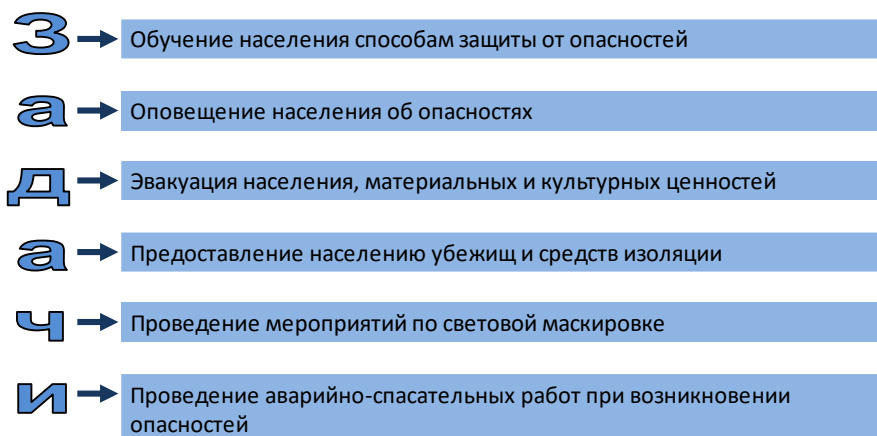 З Обучение населения способам защиты от опасностей
а Оповещение населения об опасностях
д Эвакуация населения, материальных и культурных ценностей
а Предоставление населению убежищ и средств изоляции
ч Проведение мероприятий по световой маскировке
и Проведение аварийно-спасательных работ при возникновении
опасностей